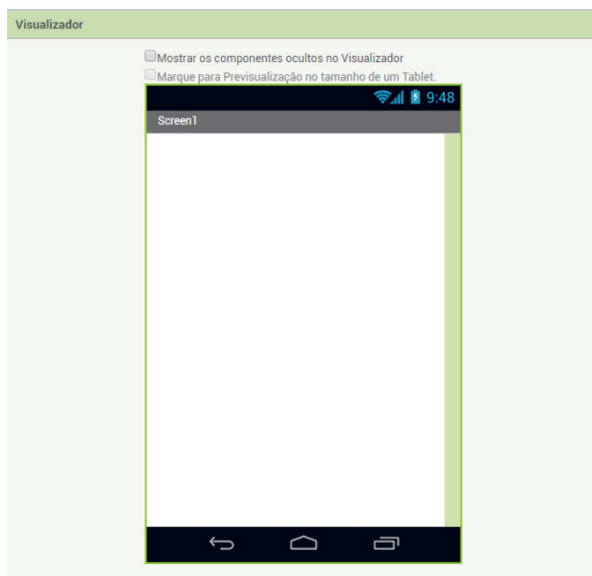 Visualizador
Mostrar os componentes ocultos no Visualizador
Marque para Previsualização no tamanho de um Tablet.
9:48
Screen1